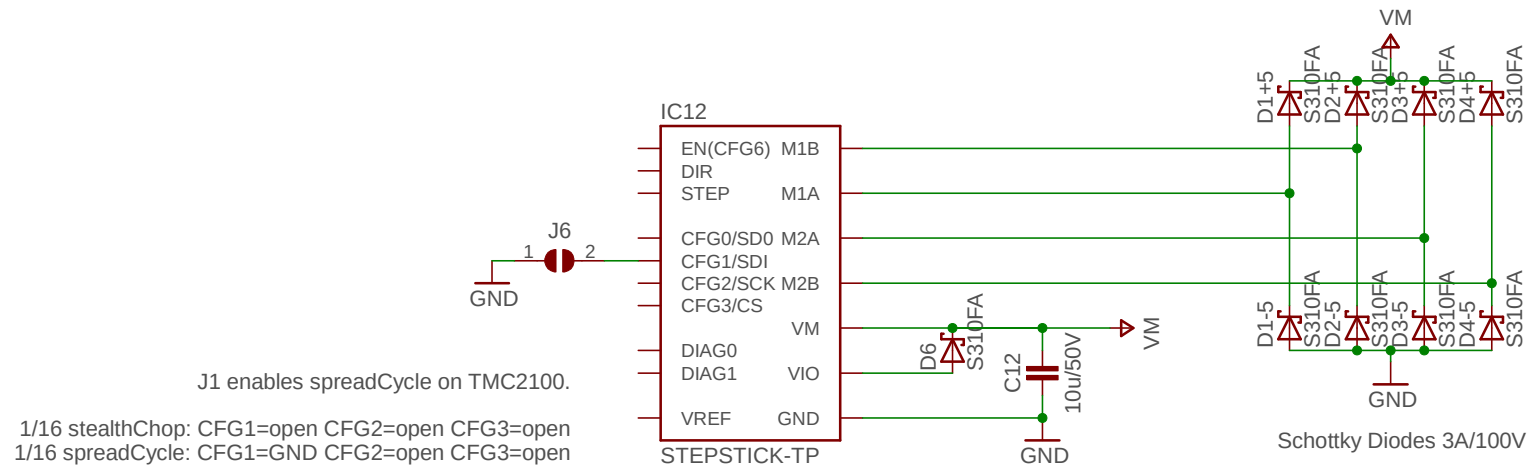 VM
D1+5 S310FA D2+5 S310FA D3+5 S310FA D4+5 S310FA
IC12
EN(CFG6) M1B
DIR
STEP M1A
J6
1 2
CFG0/SD0 M2A
CFG1/SDI
CFG2/SCK M2B
CFG3/CS
GND
VM
VM
D1-5 S310FA D2-5 S310FA D3-5 S310FA D4-5 S310FA
D6 S310FA
C12 10u/50V
DIAG0
DIAG1 VIO
J1 enables spreadCycle on TMC2100.
VREF GND
GND
1/16 stealthChop: CFG1=open CFG2=open CFG3=open
1/16 spreadCycle: CFG1=GND CFG2=open CFG3=open
STEPSTICK-TP
GND
Schottky Diodes 3A/100V